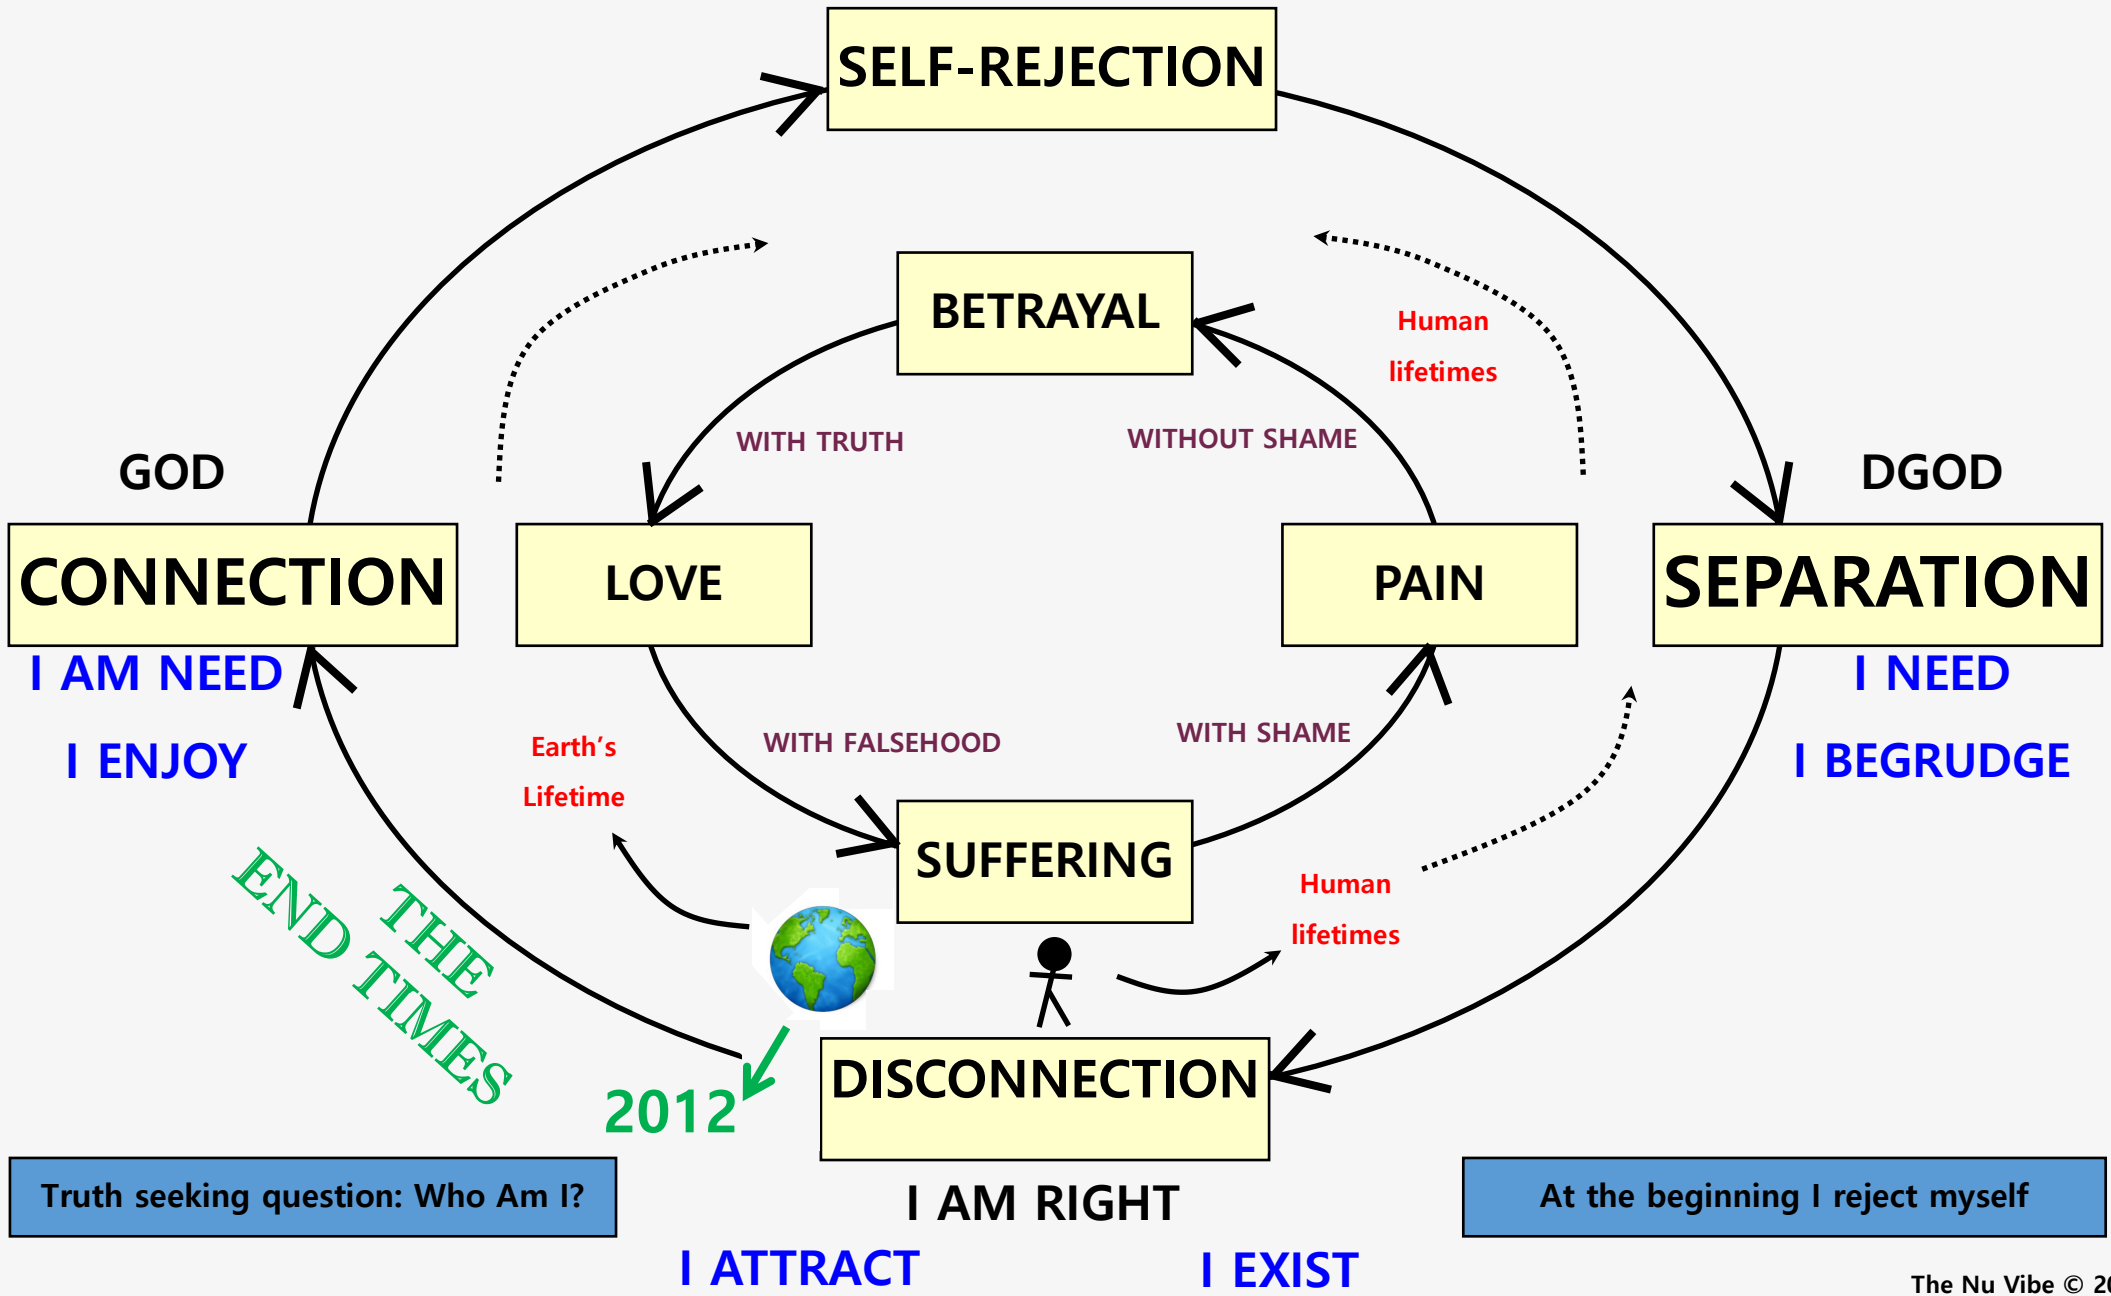 SELF-REJECTION
BETRAYAL
Human
lifetimes
WITH TRUTH
WITHOUT SHAME
GOD
DGOD
CONNECTION
LOVE
PAIN
SEPARATION
I AM NEED
I NEED
I ENJOY
I BEGRUDGE
Earth's
Lifetime
WITH FALSEHOOD
WITH SHAME
SUFFERING
Human
lifetimes
THE
END TIMES
2012
DISCONNECTION
Truth seeking question: Who Am I?
I AM RIGHT
At the beginning I reject myself
I ATTRACT
I EXIST
The Nu Vibe ©